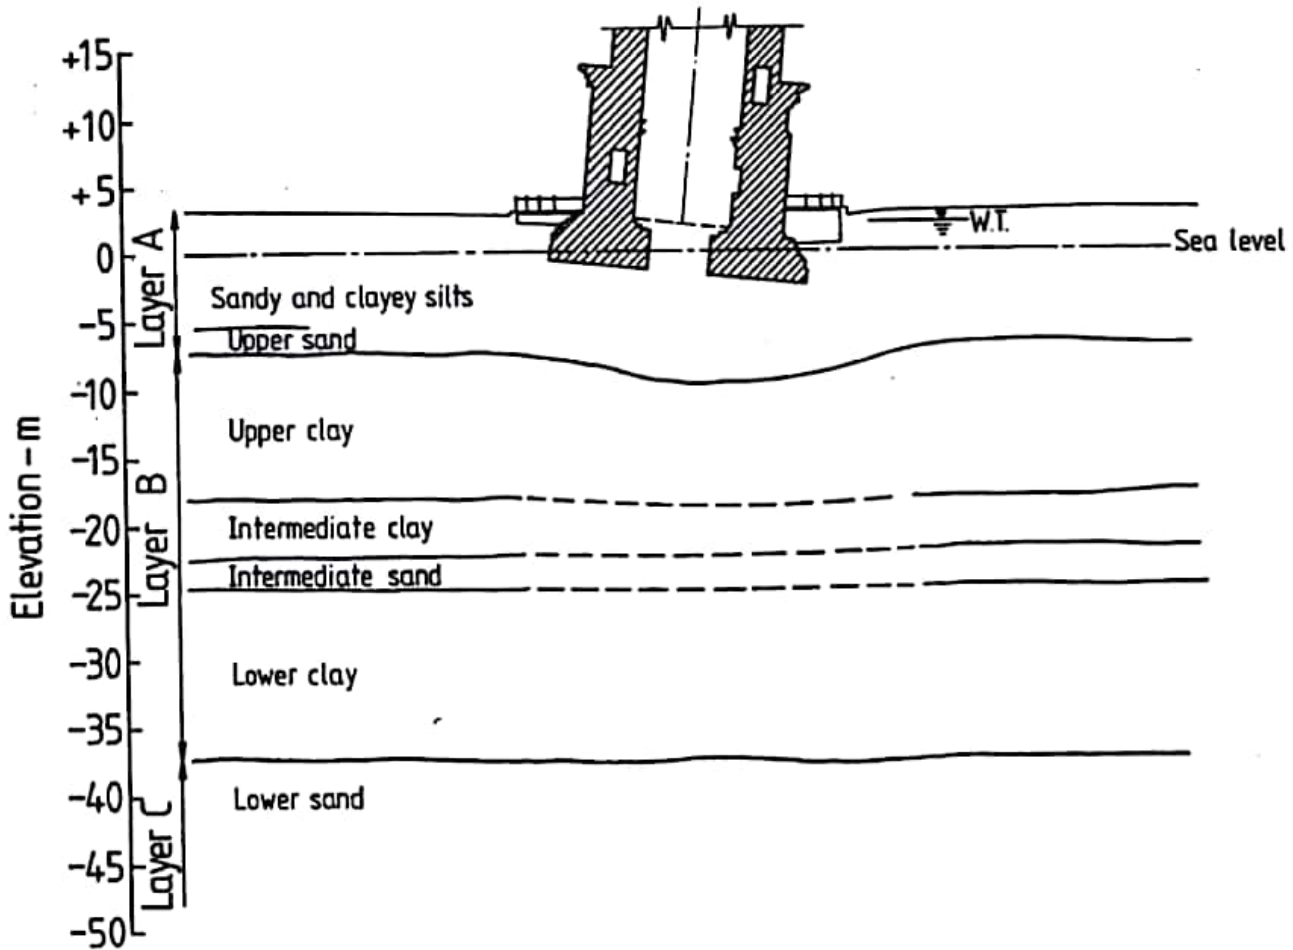 +15
+10
+5
0
-5
-10
-15
-20
-25
-30
-35
-40
-45
-50
Elevation-m
Layer A
Layer B
Layer C
W.T.
Sea level
Sandy and clayey silts
Upper sand
Upper clay
Intermediate clay
Intermediate sand
Lower clay
Lower sand